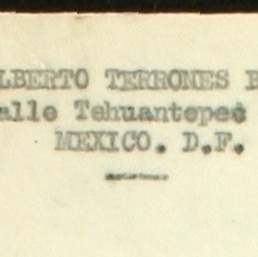 LBERTO TERRONES B
alle Tehuantepec
MEXICO. D.F.